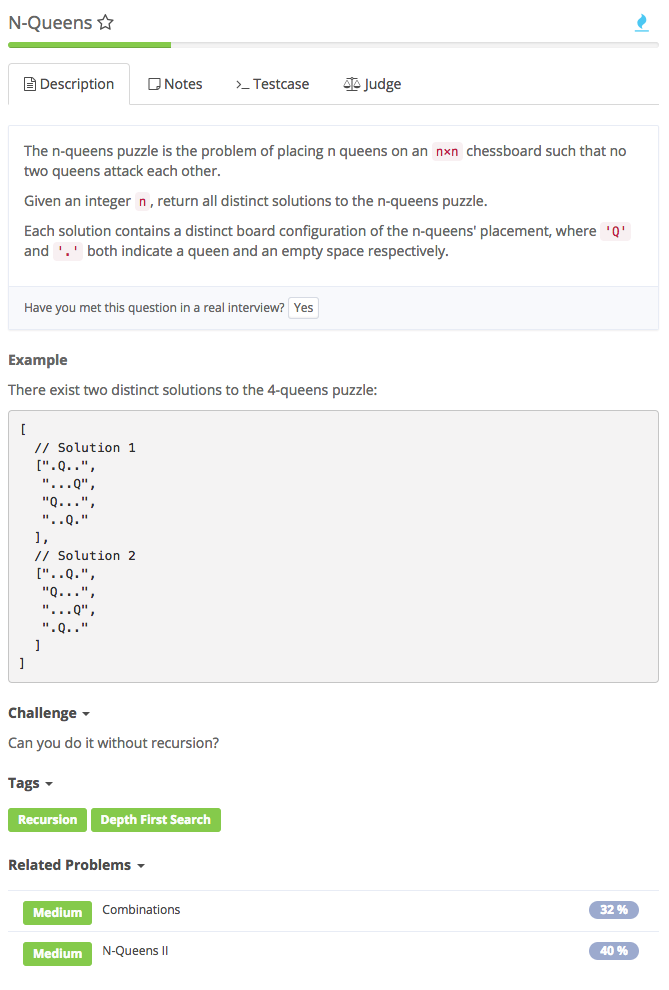 N-Queens
Description
Notes
Testcase
Judge
The n-queens puzzle is the problem of placing n queens on an n×n chessboard such that no
two queens attack each other.
Given an integer n, return all distinct solutions to the n-queens puzzle.
Each solution contains a distinct board configuration of the n-queens' placement, where 'Q'
and '.' both indicate a queen and an empty space respectively.
Have you met this question in a real interview? Yes
Example
There exist two distinct solutions to the 4-queens puzzle:
[
  // Solution 1
  [".Q..",
   "...Q",
   "Q...",
   "..Q."
  ],
  // Solution 2
  ["..Q.",
   "Q...",
   "...Q",
   ".Q.."
  ]
]
Challenge
Can you do it without recursion?
Tags
Recursion Depth First Search
Related Problems
Medium Combinations 32 %
Medium N-Queens II 40 %